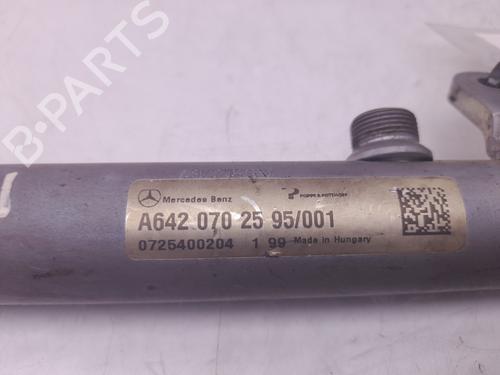 B-PARTS
Mercedes Benz
POPPE & POTTHOFF
A642 070 25 95/001
0725400204 1 99 Made in Hungary